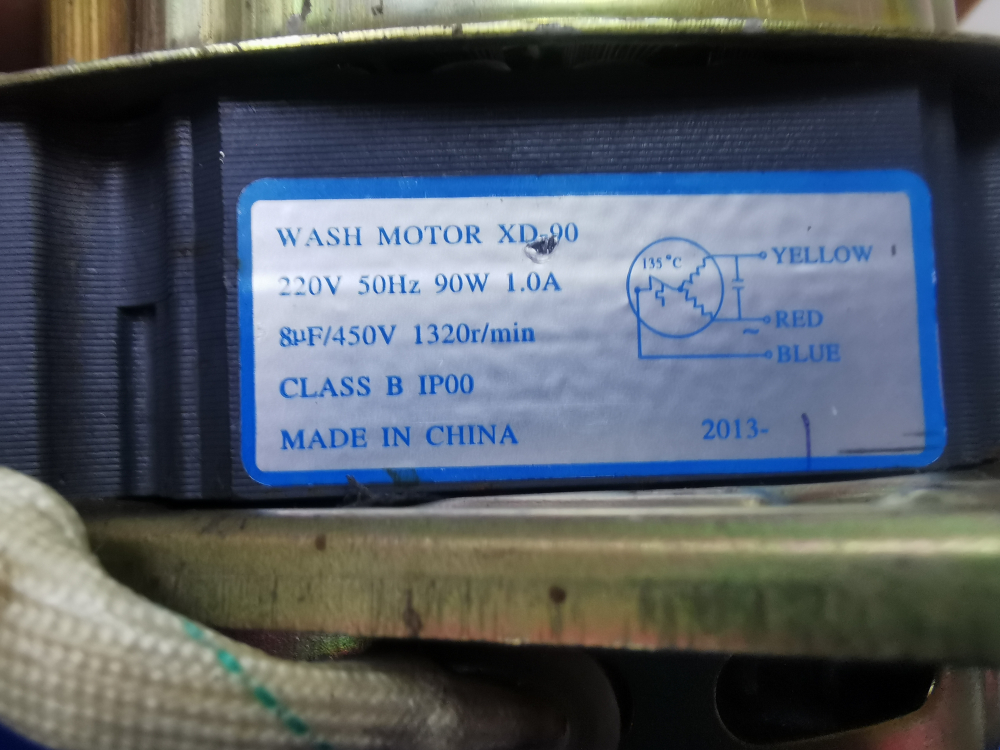 WASH MOTOR XD-90
220V 50Hz 90W 1.0A
8µF/450V 1320r/min
CLASS B IP00
MADE IN CHINA
135°C
YELLOW
RED
~
BLUE
2013-